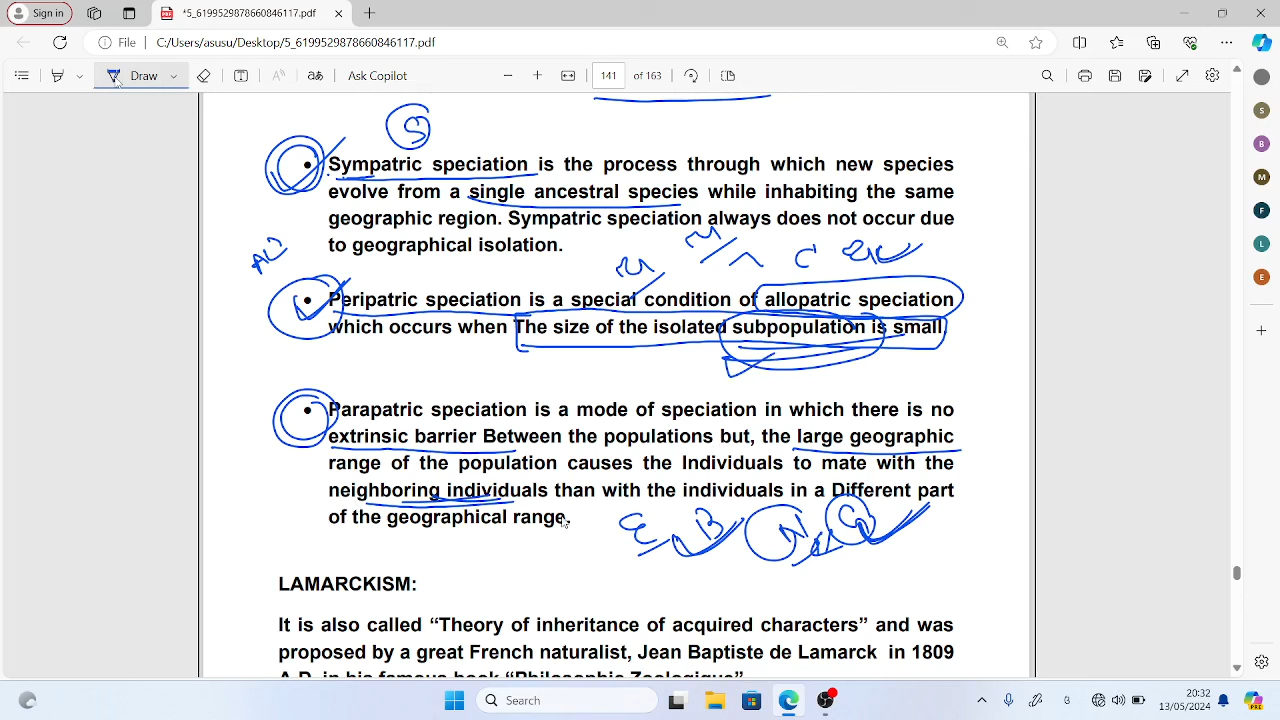 Sign in
*5_6199529878660846117.pdf
File
C:/Users/asusu/Desktop/5_6199529878660846117.pdf
Draw
Ask Copilot
141 of 163
S
• Sympatric speciation is the process through which new species
evolve from a single ancestral species while inhabiting the same
geographic region. Sympatric speciation always does not occur due
to geographical isolation.
• Peripatric speciation is a special condition of allopatric speciation
which occurs when The size of the isolated subpopulation is small.
• Parapatric speciation is a mode of speciation in which there is no
extrinsic barrier Between the populations but, the large geographic
range of the population causes the Individuals to mate with the
neighboring individuals than with the individuals in a Different part
of the geographical range.
LAMARCKISM:
It is also called “Theory of inheritance of acquired characters” and was
proposed by a great French naturalist, Jean Baptiste de Lamarck in 1809
A.D. in his famous book “Philosophic Zoologique”
Search
20:32
13/05/2024